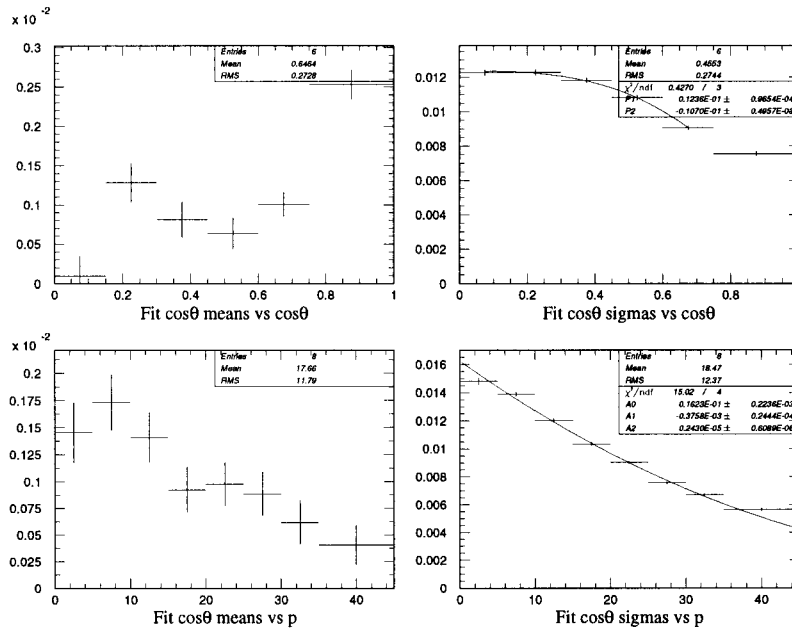 x 10 -2
0.3
0.25
0.2
0.15
0.1
0.05
0
Entries 6
Mean 0.6464
RMS 0.2728
0 0.2 0.4 0.6 0.8 1
Fit cosθ means vs cosθ
0.012
0.01
0.008
0.006
0.004
0.002
0
Entries 6
Mean 0.4553
RMS 0.2744
χ²/ndf 0.4270 / 3
P1 0.1236E-01 ± 0.9654E-04
P2 -0.1070E-01 ±
0 0.2 0.4 0.6 0.8
Fit cosθ sigmas vs cosθ
x 10 -2
0.2
0.175
0.15
0.125
0.1
0.075
0.05
0.025
0
Entries 8
Mean 17.66
RMS 11.79
0 10 20 30 40
Fit cosθ means vs p
0.016
0.014
0.012
0.01
0.008
0.006
0.004
0.002
0
Entries 8
Mean 18.47
RMS 12.37
χ²/ndf 15.02 / 4
A0 0.1623E-01 ± 0.2236E-03
A1 -0.3758E-03 ± 0.2444E-04
A2 0.2430E-05 ±
0 10 20 30 40
Fit cosθ sigmas vs p